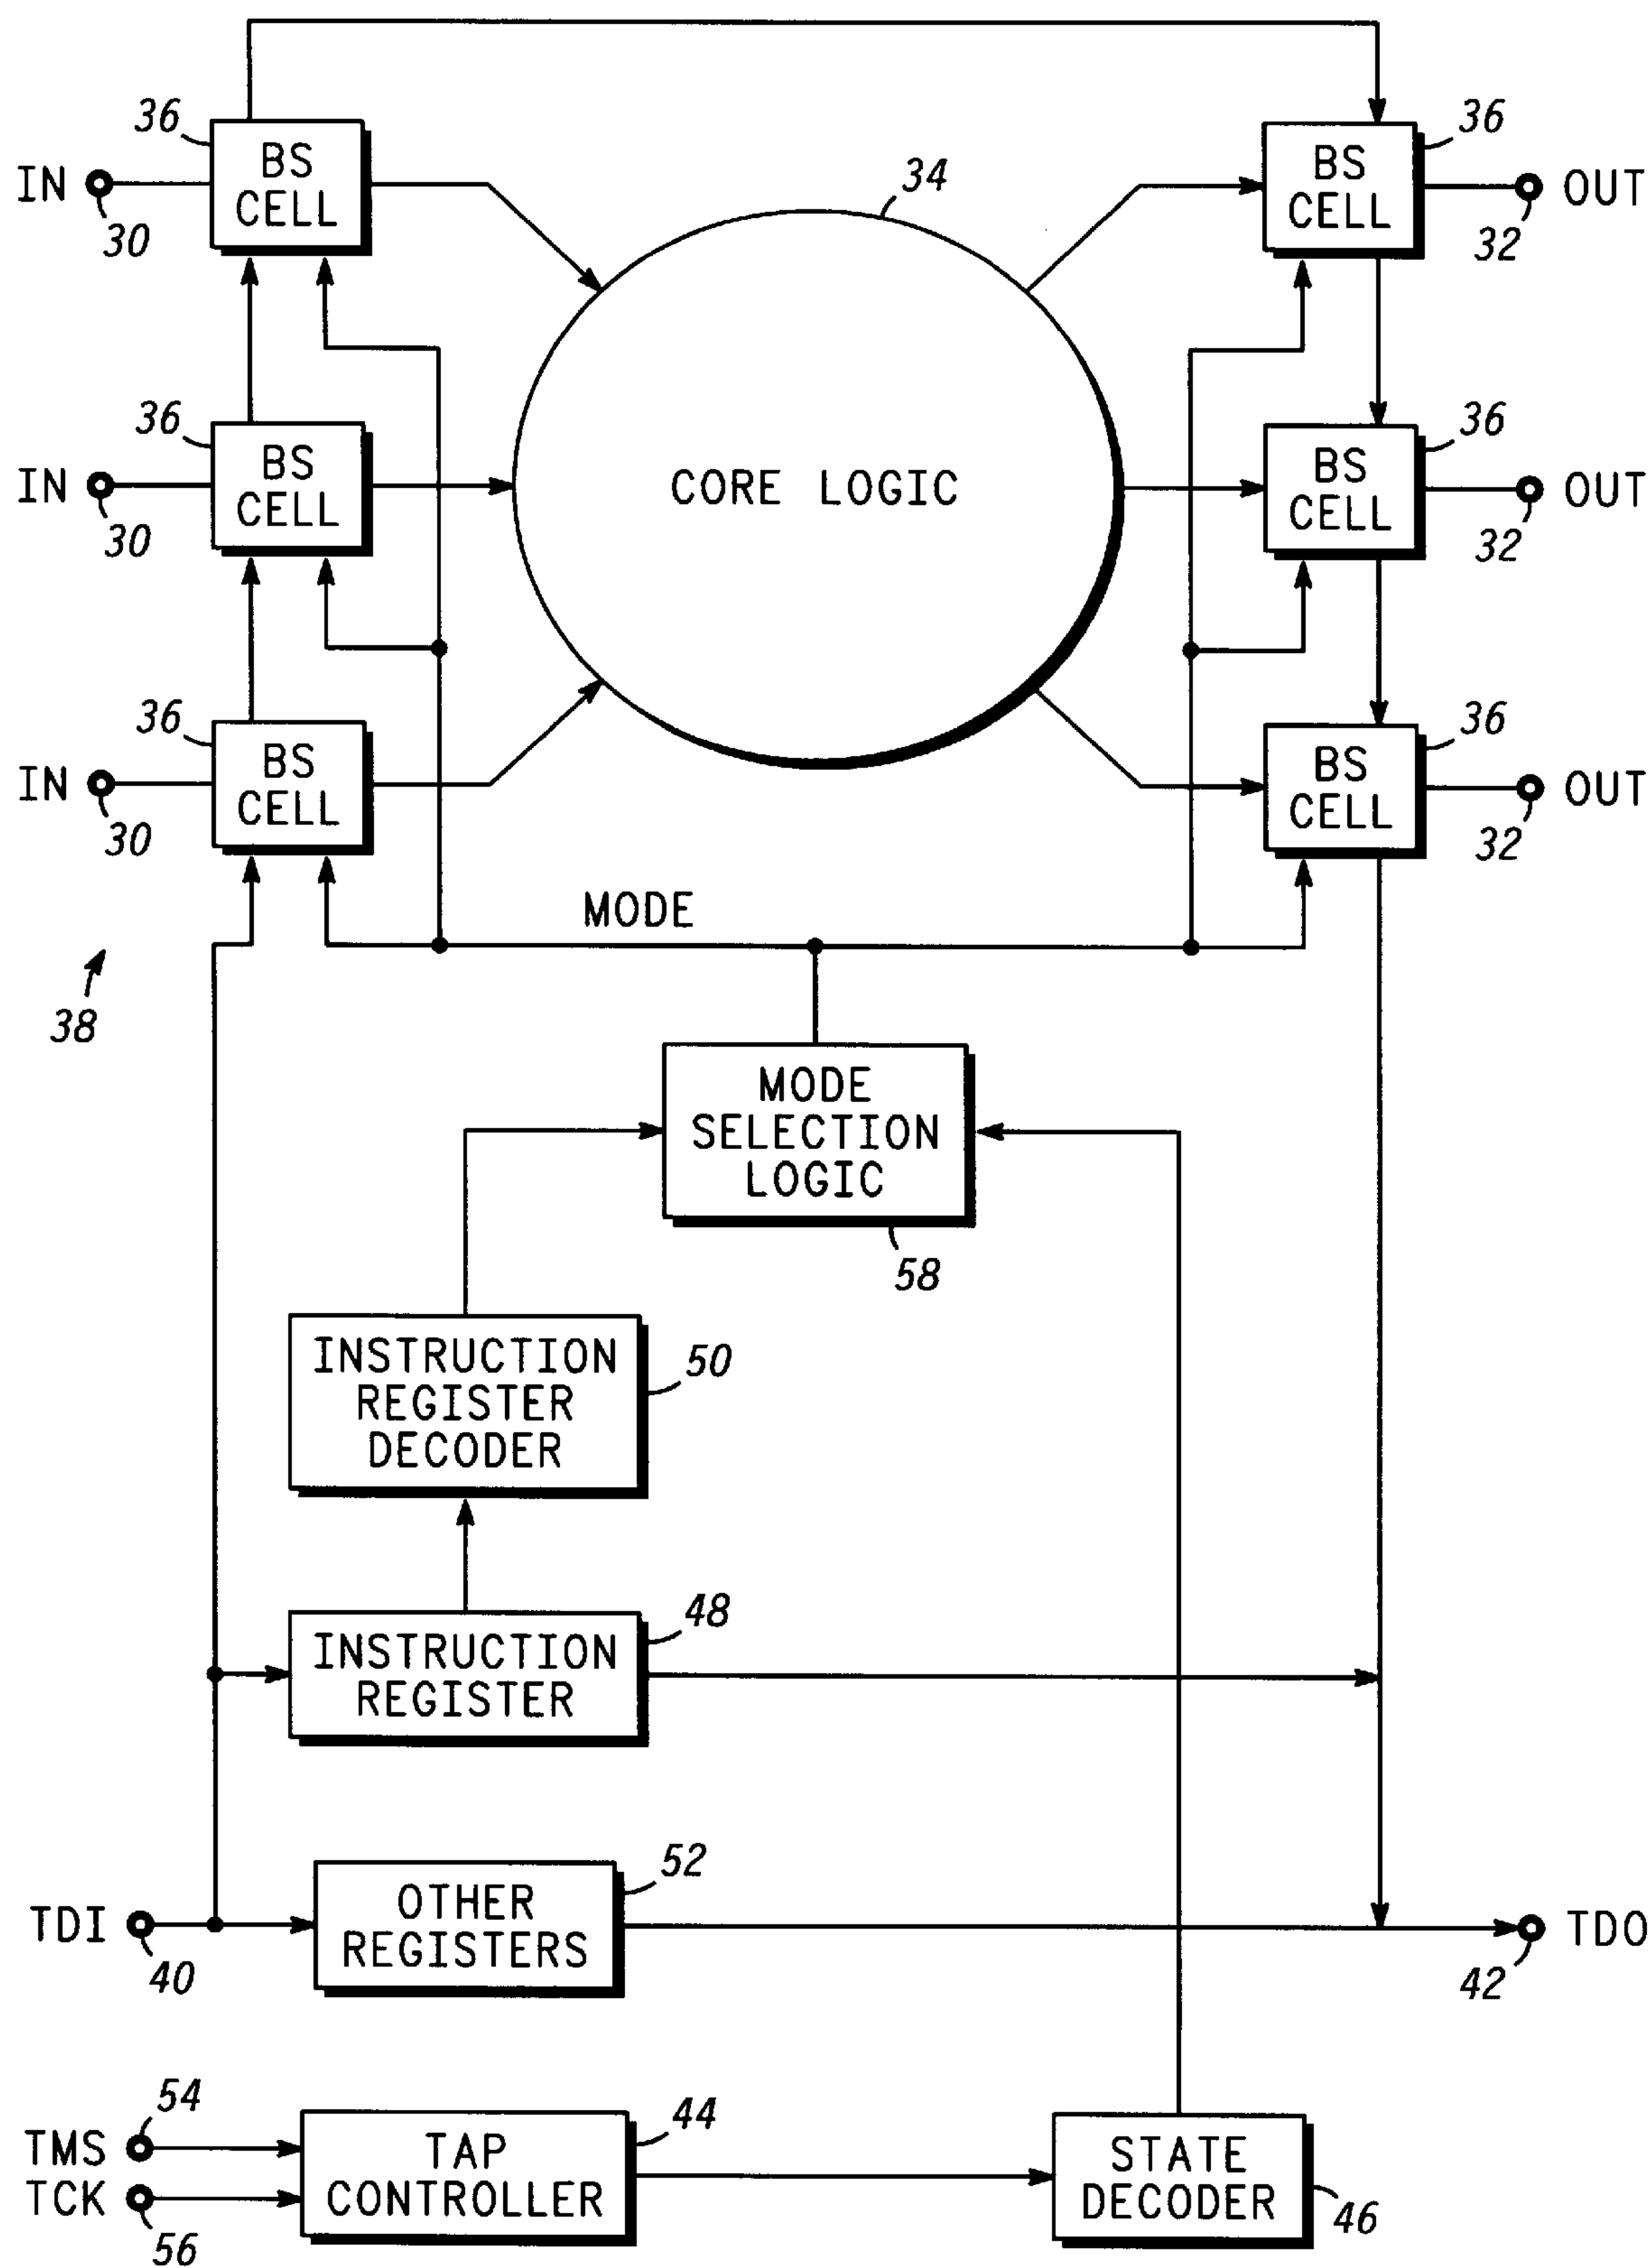 36
BS
CELL
IN
30
34
36
BS
CELL
OUT
32
36
BS
CELL
IN
30
CORE LOGIC
36
BS
CELL
OUT
32
36
BS
CELL
IN
30
36
BS
CELL
OUT
32
MODE
38
MODE
SELECTION
LOGIC
58
INSTRUCTION
REGISTER
DECODER
50
INSTRUCTION
REGISTER
48
TDI
40
OTHER
REGISTERS
52
TDO
42
TMS
54
TCK
56
TAP
CONTROLLER
44
STATE
DECODER
46